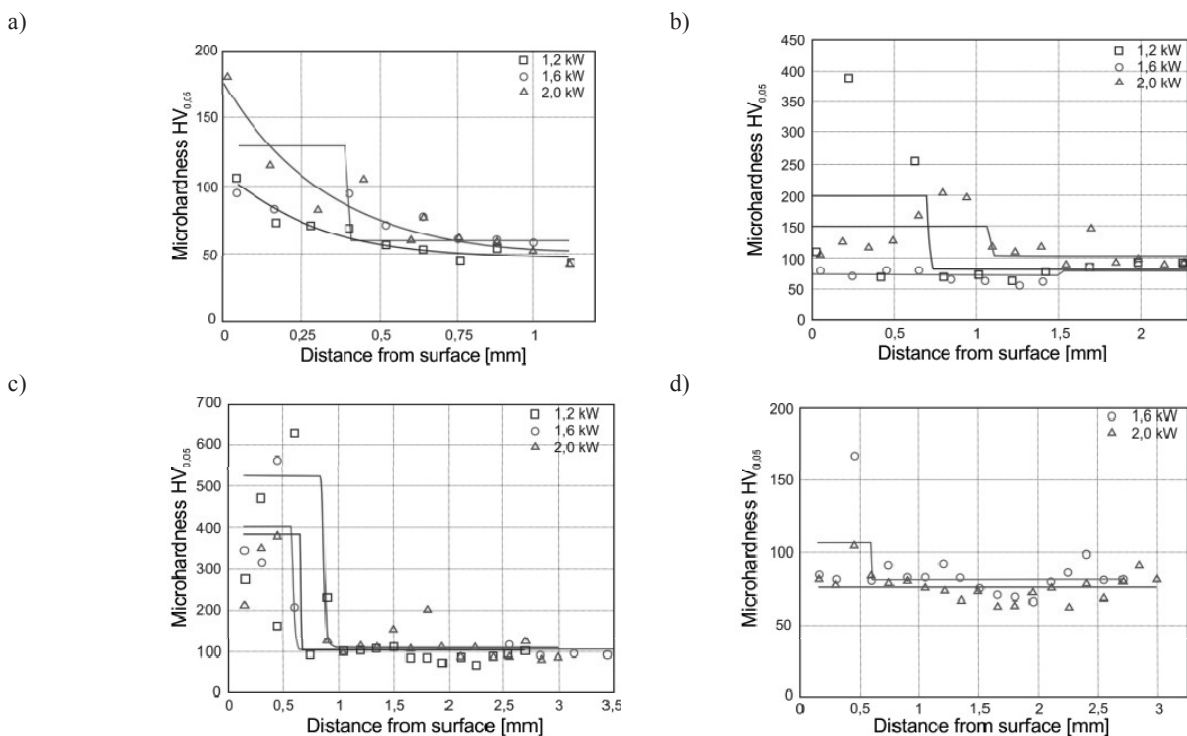 a)
200
150
100
50
0
Microhardness HV0,05
1,2 kW
1,6 kW
2,0 kW
0 0,25 0,5 0,75 1
Distance from surface [mm]
b)
450
400
350
300
250
200
150
100
50
0
Microhardness HV0,05
1,2 kW
1,6 kW
2,0 kW
0 0,5 1 1,5 2
Distance from surface [mm]
c)
700
600
500
400
300
200
100
0
Microhardness HV0,05
1,2 kW
1,6 kW
2,0 kW
0 0,5 1 1,5 2 2,5 3 3,5
Distance from surface [mm]
d)
200
150
100
50
0
Microhardness HV0,05
1,6 kW
2,0 kW
0 0,5 1 1,5 2 2,5 3
Distance from surface [mm]